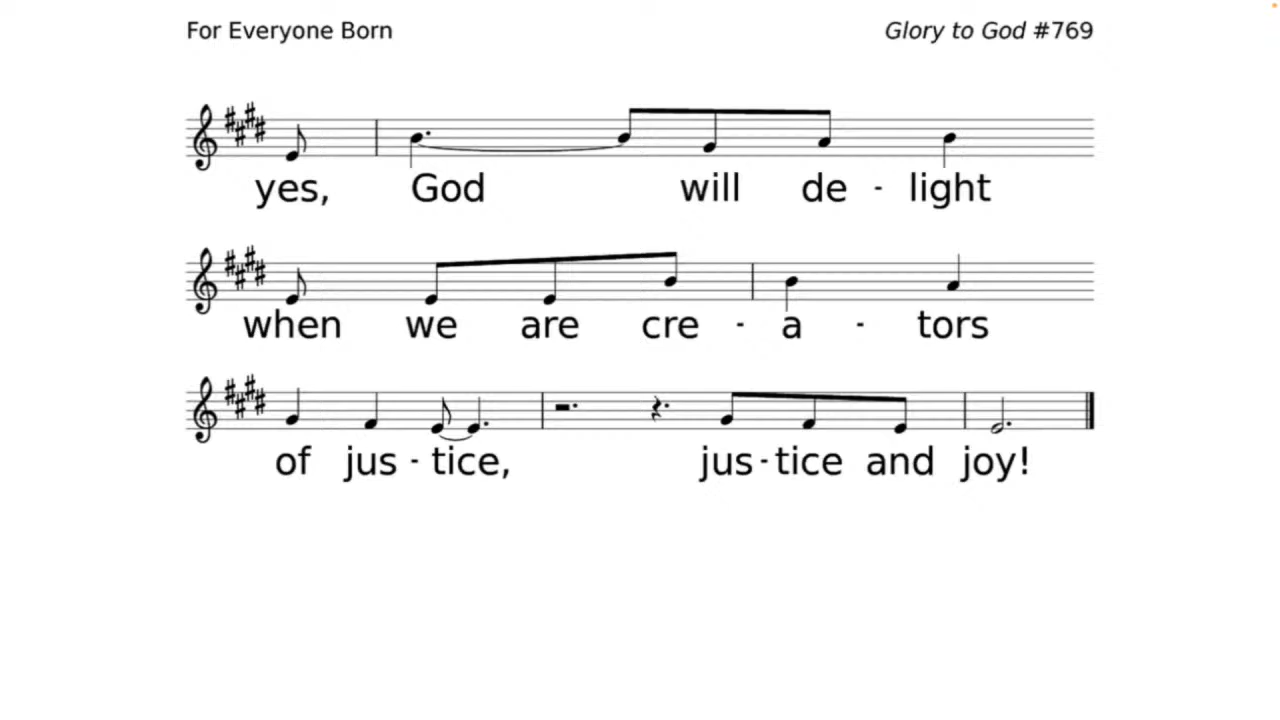 For Everyone Born
Glory to God #769
yes, God will de - light
when we are cre - a - tors
of jus - tice, jus - tice and joy!